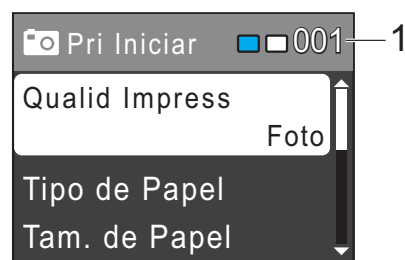 Pri Iniciar 001 1
Qualid Impress
Foto
Tipo de Papel
Tam. de Papel